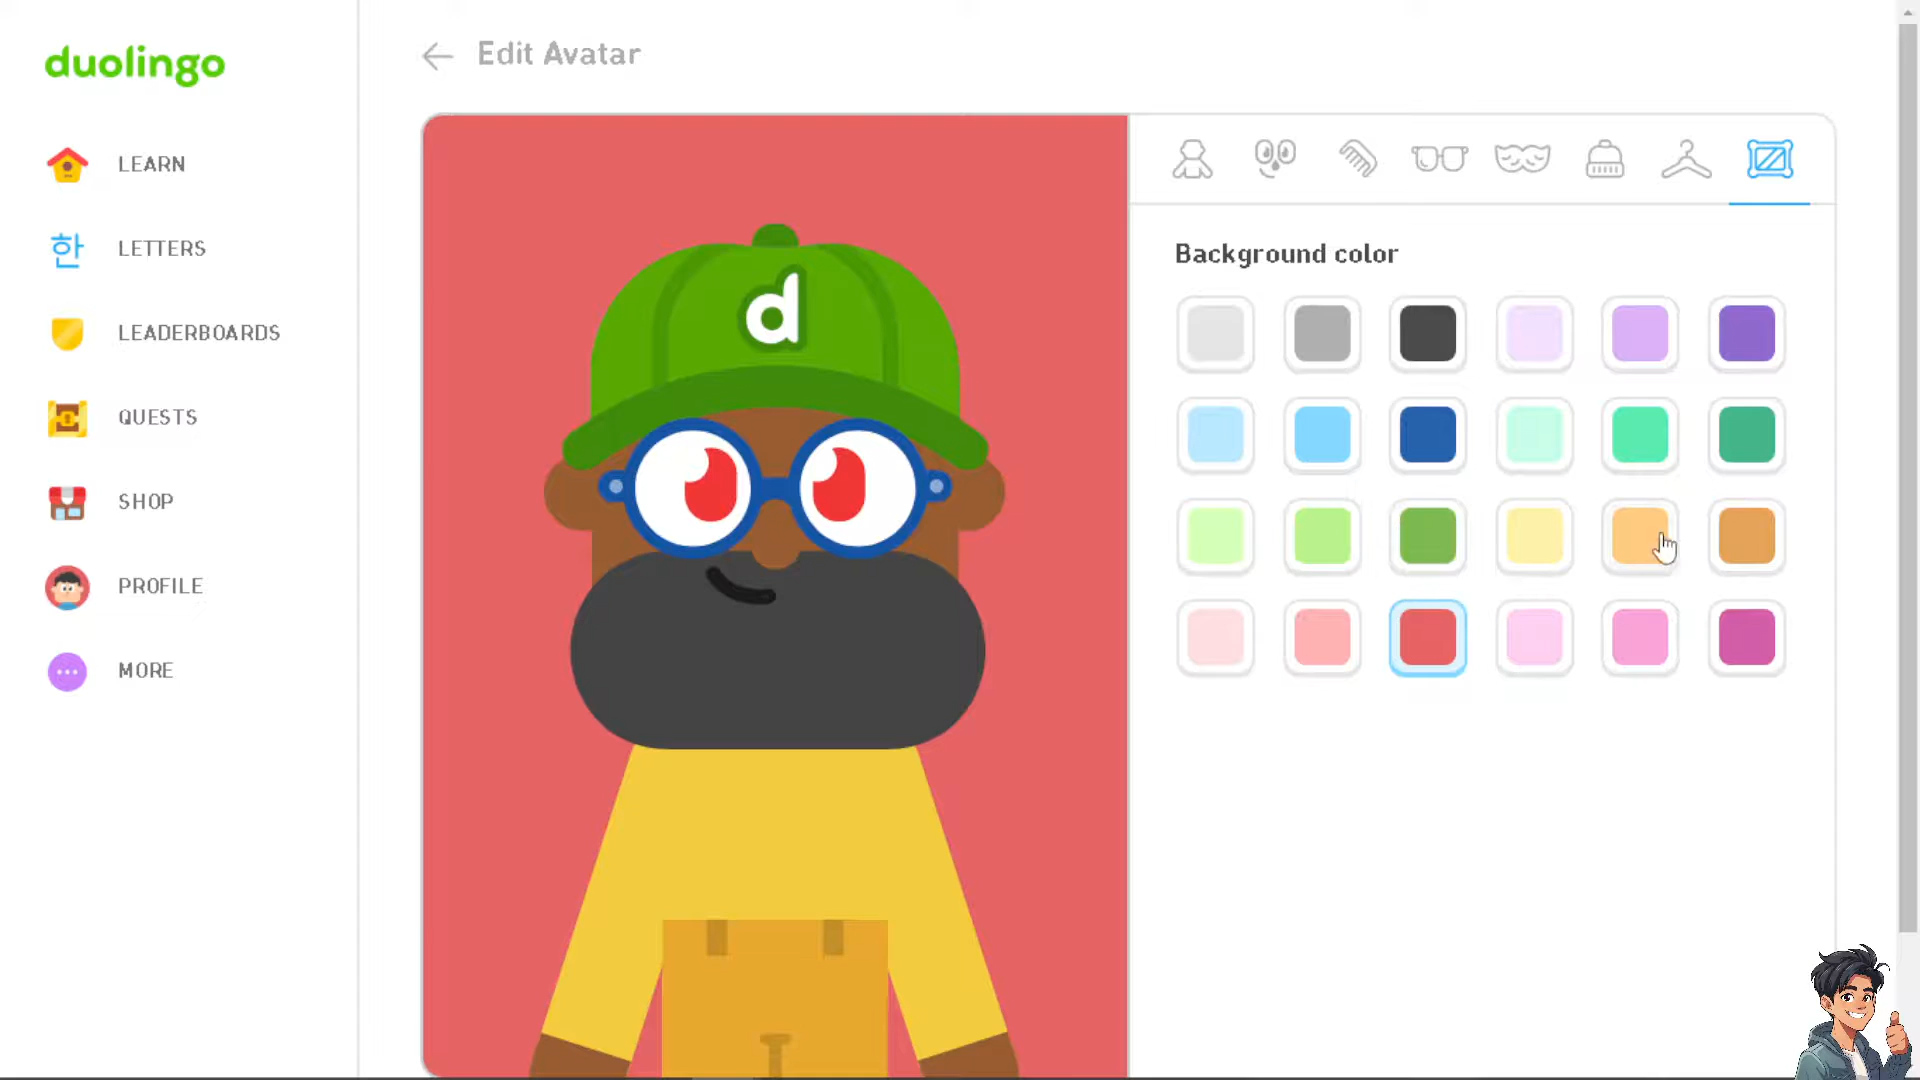 duolingo
Edit Avatar
LEARN
한
LETTERS
LEADERBOARDS
QUESTS
SHOP
PROFILE
MORE
d
Background color